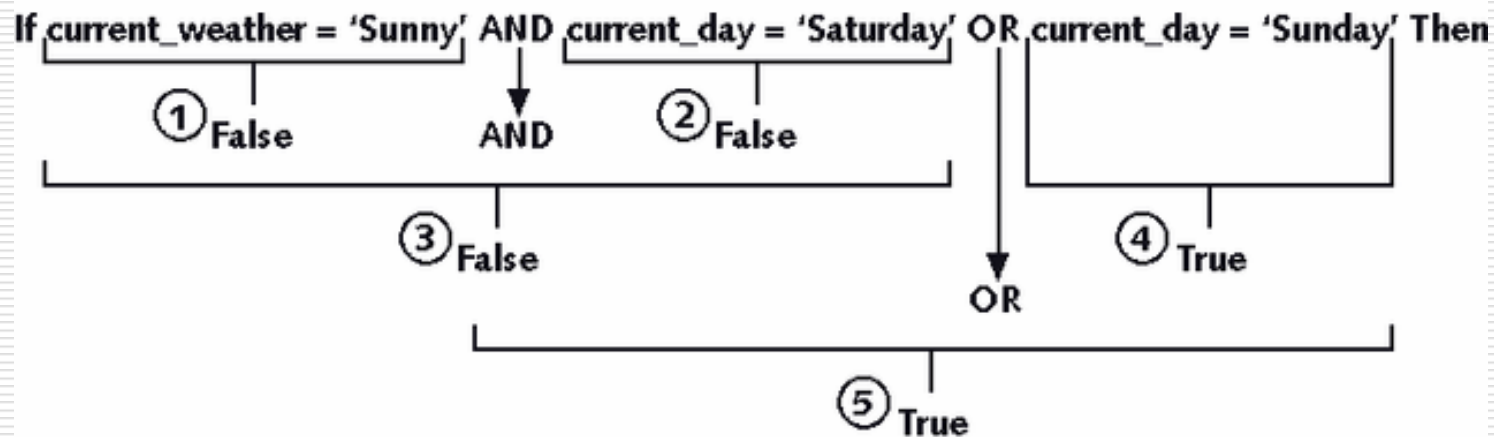 If current_weather = ‘Sunny’ AND current_day = ‘Saturday’ OR current_day = ‘Sunday’ Then
1 False AND 2 False
3 False 4 True
OR
5 True